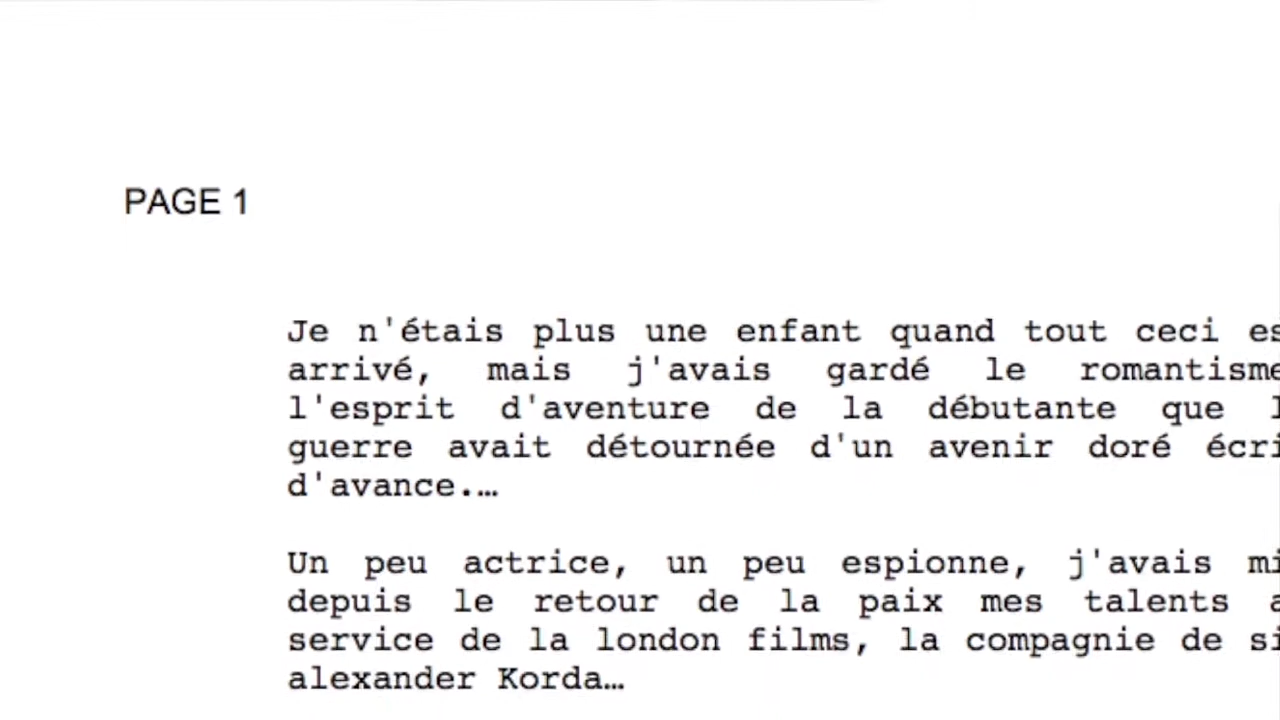 PAGE 1
Je n'étais plus une enfant quand tout ceci es
arrivé, mais j'avais gardé le romantisme
l'esprit d'aventure de la débutante que l
guerre avait détournée d'un avenir doré écri
d'avance.…
Un peu actrice, un peu espionne, j'avais mi
depuis le retour de la paix mes talents a
service de la london films, la compagnie de si
alexander Korda…